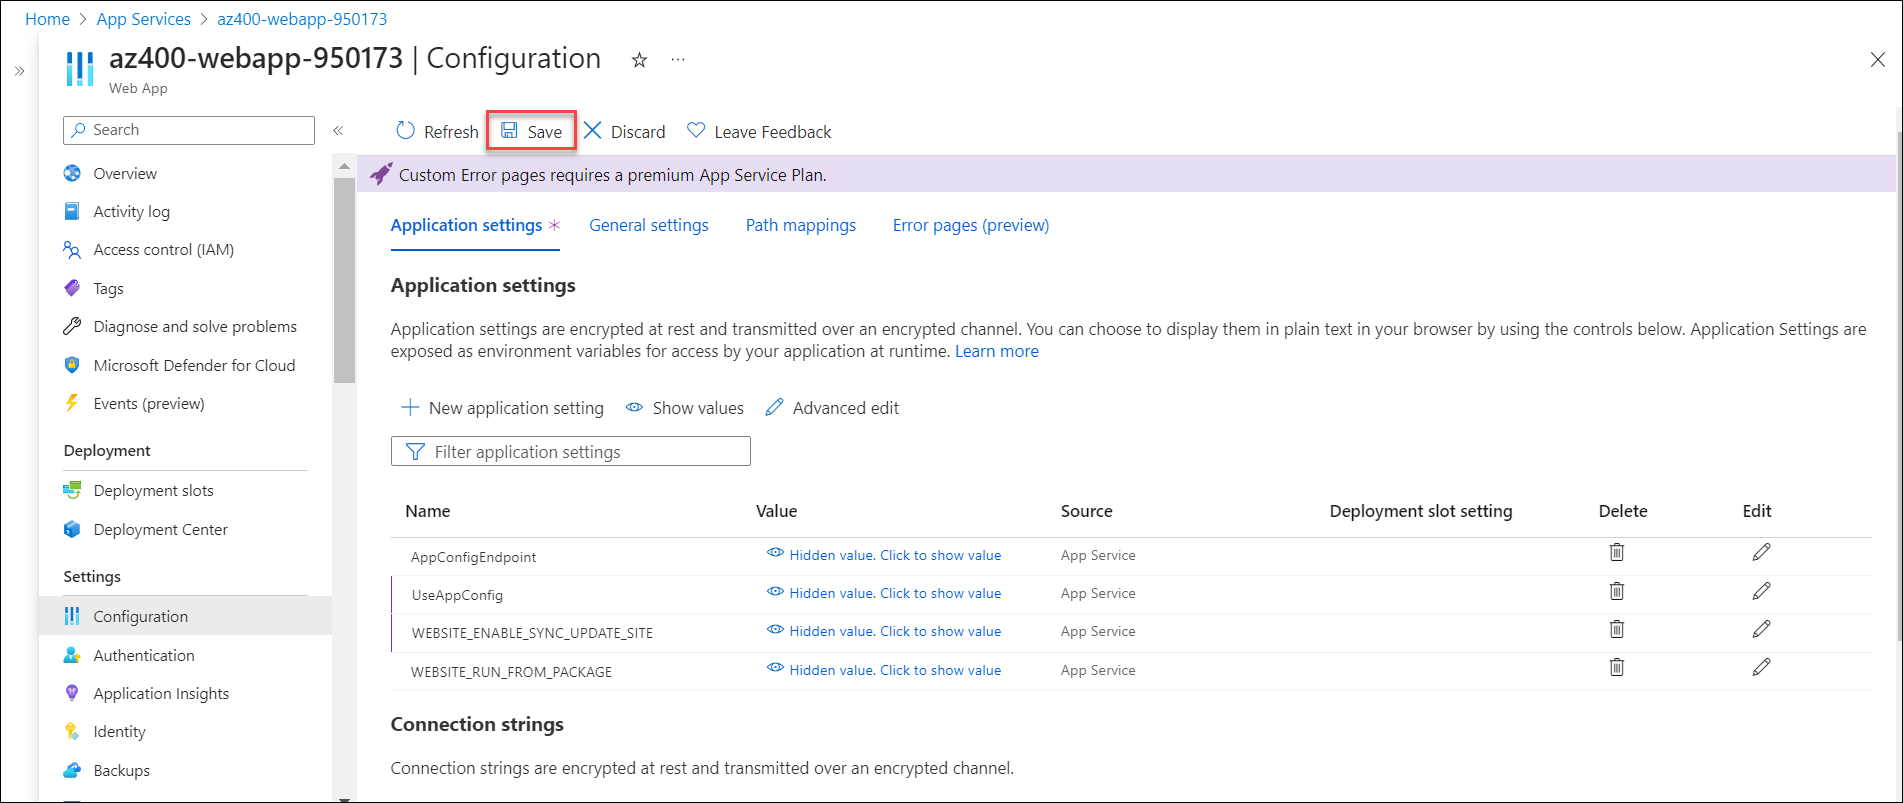 Home > App Services > az400-webapp-950173
az400-webapp-950173 | Configuration
Web App
Search
Overview
Activity log
Access control (IAM)
Tags
Diagnose and solve problems
Microsoft Defender for Cloud
Events (preview)
Deployment
Deployment slots
Deployment Center
Settings
Configuration
Authentication
Application Insights
Identity
Backups
Refresh Save Discard Leave Feedback
Custom Error pages requires a premium App Service Plan.
Application settings * General settings Path mappings Error pages (preview)
Application settings
Application settings are encrypted at rest and transmitted over an encrypted channel. You can choose to display them in plain text in your browser by using the controls below. Application Settings are
exposed as environment variables for access by your application at runtime. Learn more
New application setting Show values Advanced edit
Filter application settings
Name Value Source Deployment slot setting Delete Edit
AppConfigEndpoint Hidden value. Click to show value App Service
UseAppConfig Hidden value. Click to show value App Service
WEBSITE_ENABLE_SYNC_UPDATE_SITE Hidden value. Click to show value App Service
WEBSITE_RUN_FROM_PACKAGE Hidden value. Click to show value App Service
Connection strings
Connection strings are encrypted at rest and transmitted over an encrypted channel.